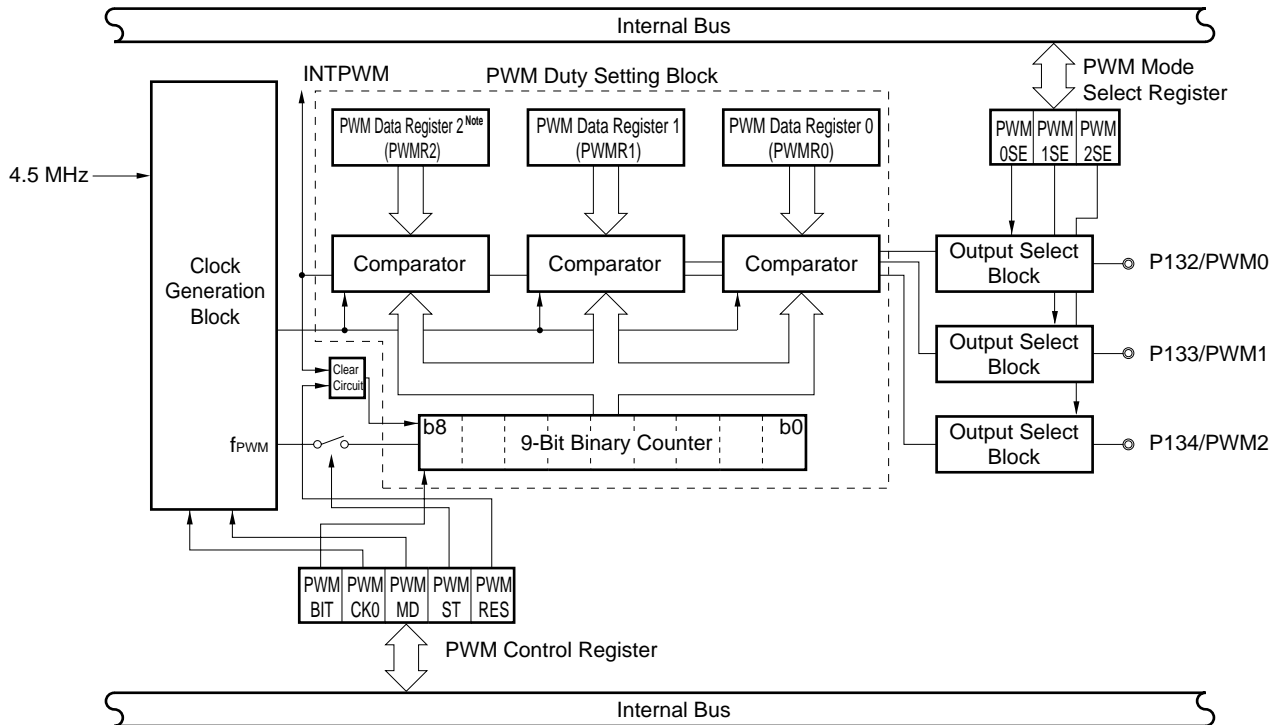 Internal Bus
INTPWM
PWM Duty Setting Block
PWM Mode
Select Register
PWM Data Register 2 Note
(PWMR2)
PWM Data Register 1
(PWMR1)
PWM Data Register 0
(PWMR0)
PWM
0SE
PWM
1SE
PWM
2SE
4.5 MHz
Clock
Generation
Block
Comparator
Comparator
Comparator
Output Select
Block
P132/PWM0
Output Select
Block
P133/PWM1
Clear
Circuit
fPWM
b8
9-Bit Binary Counter
b0
Output Select
Block
P134/PWM2
PWM
BIT
PWM
CK0
PWM
MD
PWM
ST
PWM
RES
PWM Control Register
Internal Bus